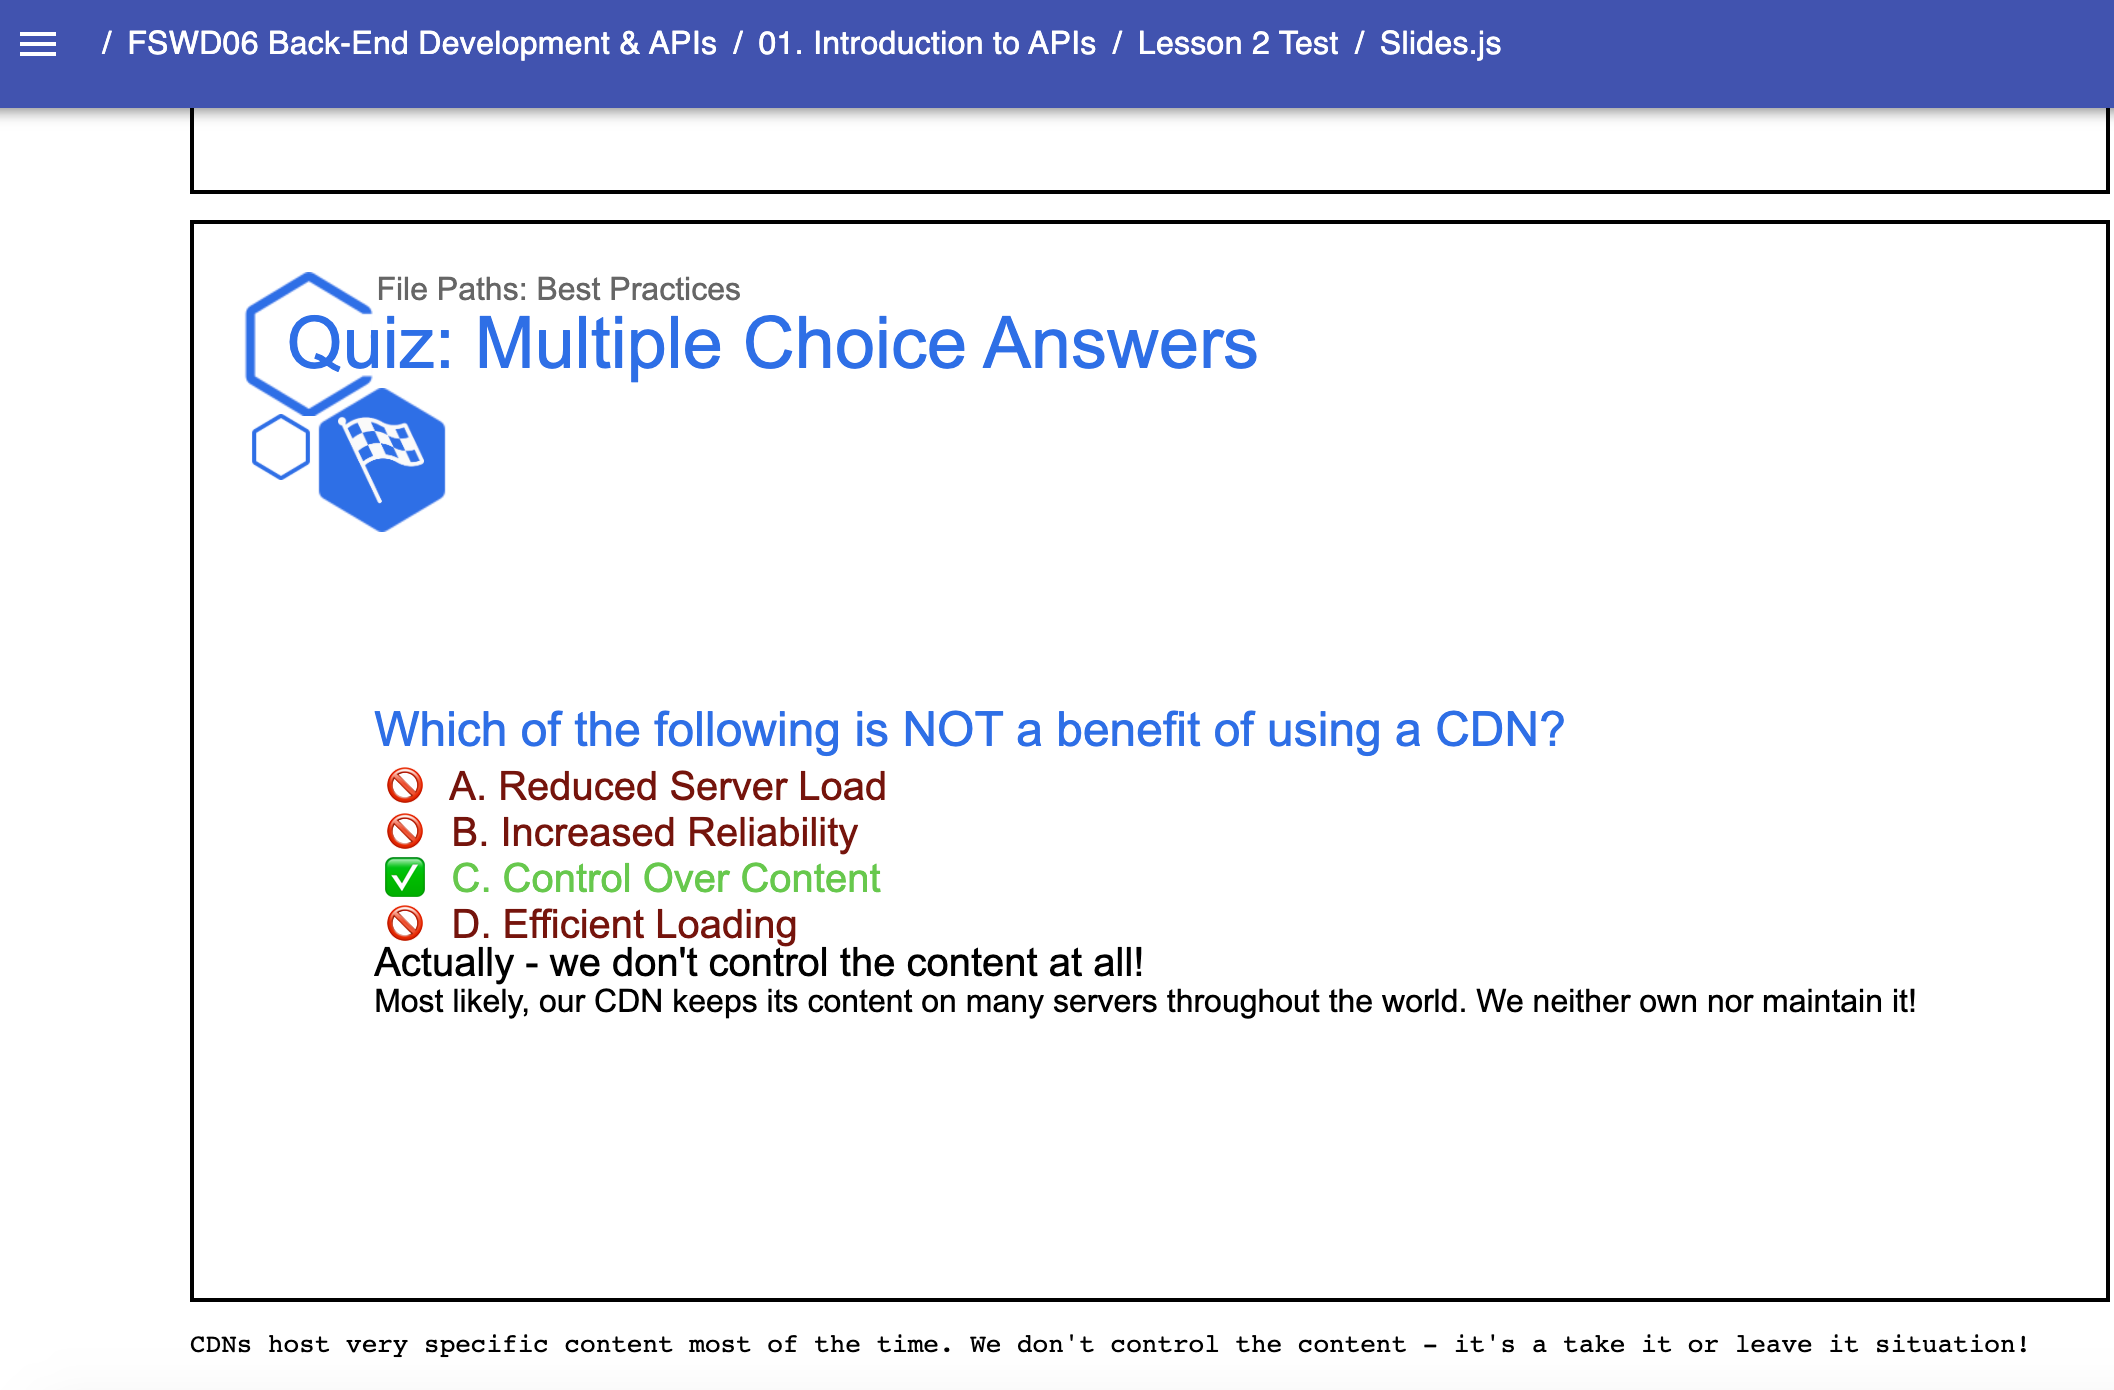 / FSWD06 Back-End Development & APIs / 01. Introduction to APIs / Lesson 2 Test / Slides.js
File Paths: Best Practices
Quiz: Multiple Choice Answers
Which of the following is NOT a benefit of using a CDN?
A. Reduced Server Load
B. Increased Reliability
C. Control Over Content
D. Efficient Loading
Actually - we don't control the content at all!
Most likely, our CDN keeps its content on many servers throughout the world. We neither own nor maintain it!
CDNs host very specific content most of the time. We don't control the content – it's a take it or leave it situation!